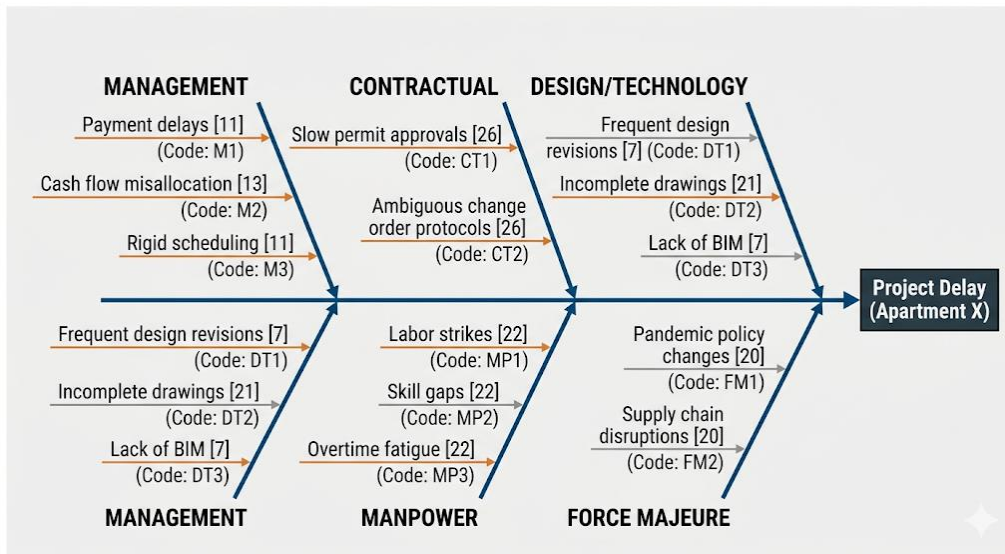 MANAGEMENT
Payment delays [11]
(Code: M1)
Cash flow misallocation [13]
(Code: M2)
Rigid scheduling [11]
(Code: M3)
CONTRACTUAL
Slow permit approvals [26]
(Code: CT1)
Ambiguous change
order protocols [26]
(Code: CT2)
DESIGN/TECHNOLOGY
Frequent design
revisions [7] (Code: DT1)
Incomplete drawings [21]
(Code: DT2)
Lack of BIM [7]
(Code: DT3)
Project Delay
(Apartment X)
Frequent design revisions [7]
(Code: DT1)
Incomplete drawings [21]
(Code: DT2)
Lack of BIM [7]
(Code: DT3)
MANAGEMENT
Labor strikes [22]
(Code: MP1)
Skill gaps [22]
(Code: MP2)
Overtime fatigue [22]
(Code: MP3)
MANPOWER
Pandemic policy
changes [20]
(Code: FM1)
Supply chain
disruptions [20]
(Code: FM2)
FORCE MAJEURE